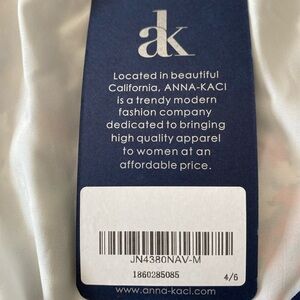 ak
Located in beautiful
California, ANNA-KACI
is a trendy modern
fashion company
dedicated to bringing
high quality apparel
to women at an
affordable price.
JN4380NAV-M
1860285085 4/6
www.anna-kaci.com